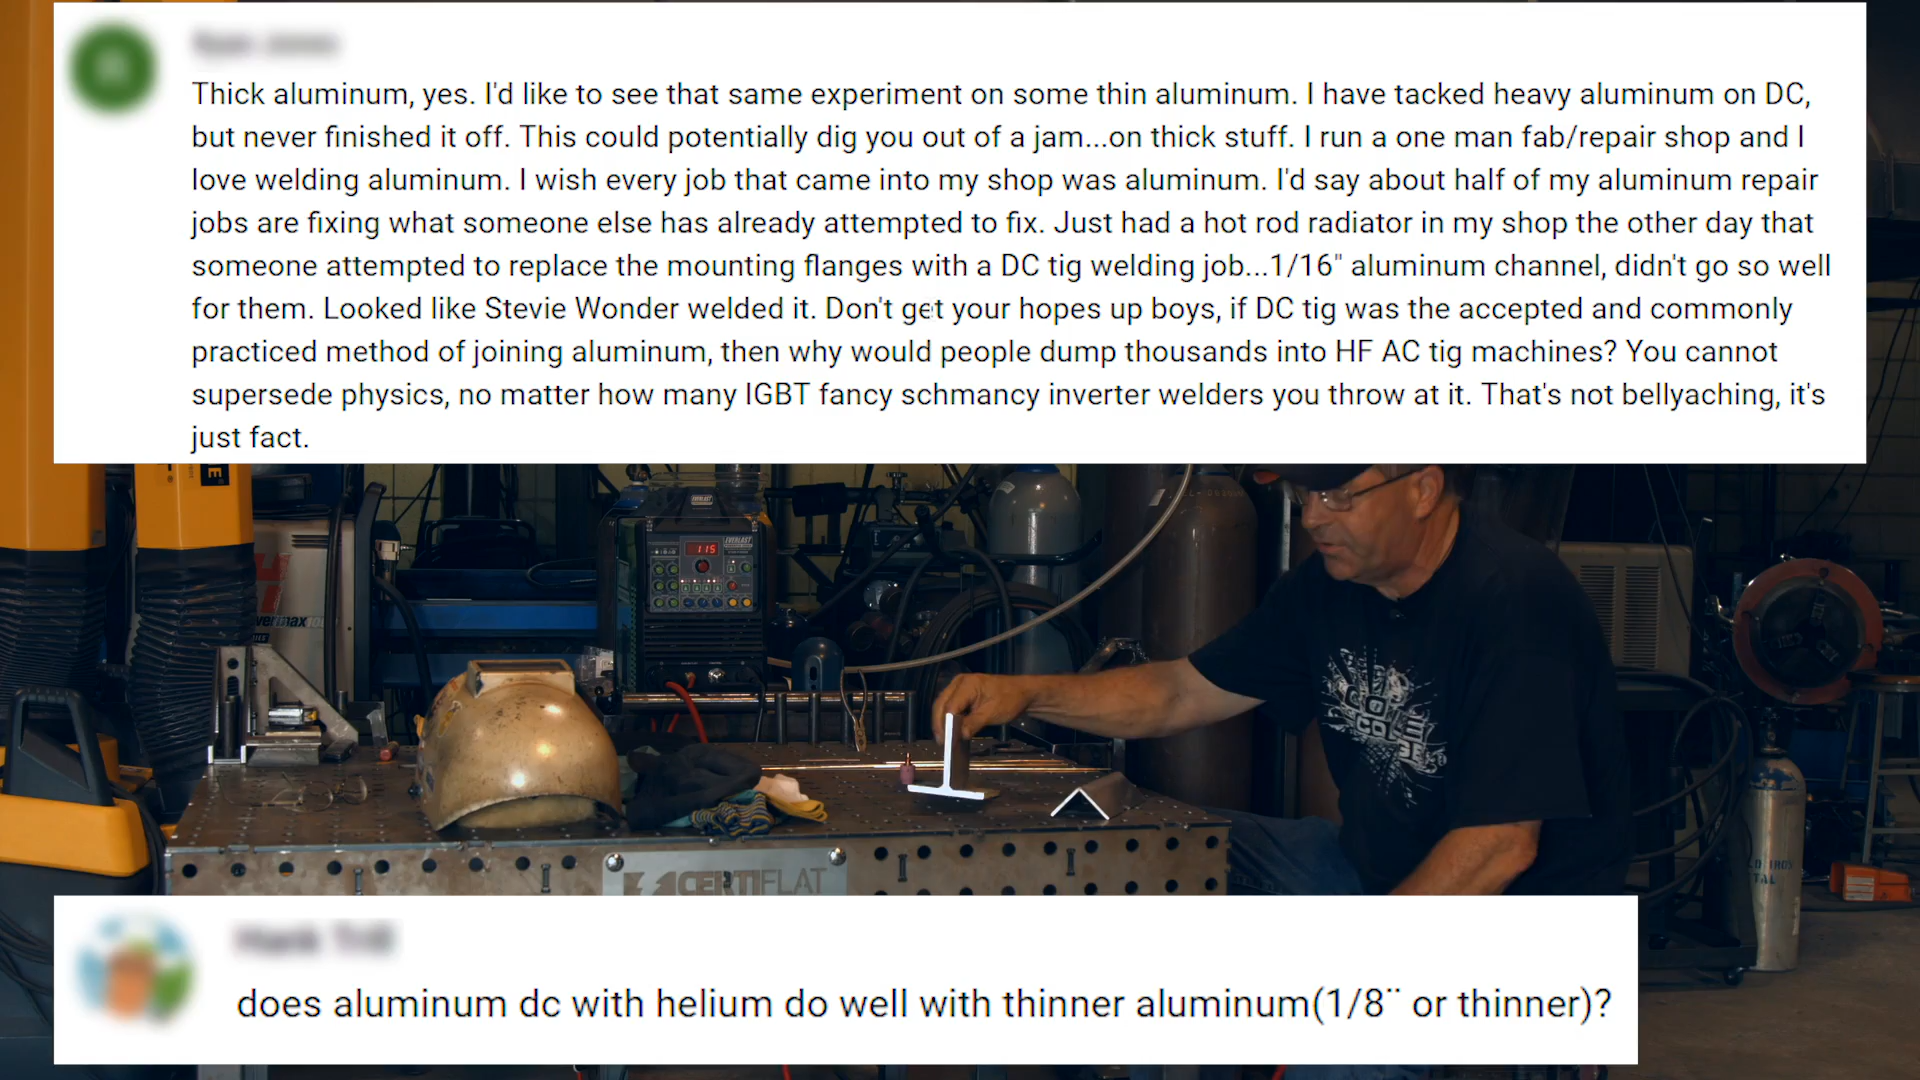 Thick aluminum, yes. I'd like to see that same experiment on some thin aluminum. I have tacked heavy aluminum on DC,
but never finished it off. This could potentially dig you out of a jam...on thick stuff. I run a one man fab/repair shop and I
love welding aluminum. I wish every job that came into my shop was aluminum. I'd say about half of my aluminum repair
jobs are fixing what someone else has already attempted to fix. Just had a hot rod radiator in my shop the other day that
someone attempted to replace the mounting flanges with a DC tig welding job...1/16" aluminum channel, didn't go so well
for them. Looked like Stevie Wonder welded it. Don't get your hopes up boys, if DC tig was the accepted and commonly
practiced method of joining aluminum, then why would people dump thousands into HF AC tig machines? You cannot
supersede physics, no matter how many IGBT fancy schmancy inverter welders you throw at it. That's not bellyaching, it's
just fact.
EVERLAST
115
CERTIFLAT
does aluminum dc with helium do well with thinner aluminum(1/8¨ or thinner)?